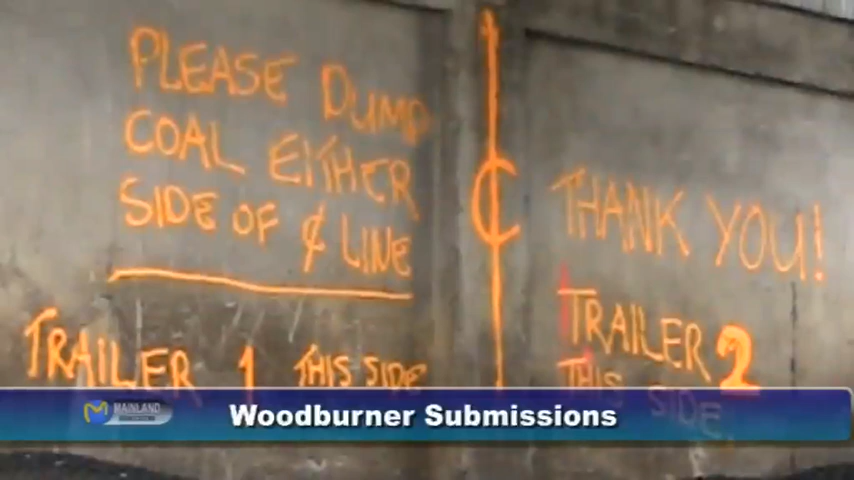 PLEASE DUMP
COAL EITHER
SIDE OF ₵ LINE
₵
THANK YOU!
TRAILER 1 THIS SIDE
TRAILER 2
THIS SIDE
MAINLAND
Woodburner Submissions